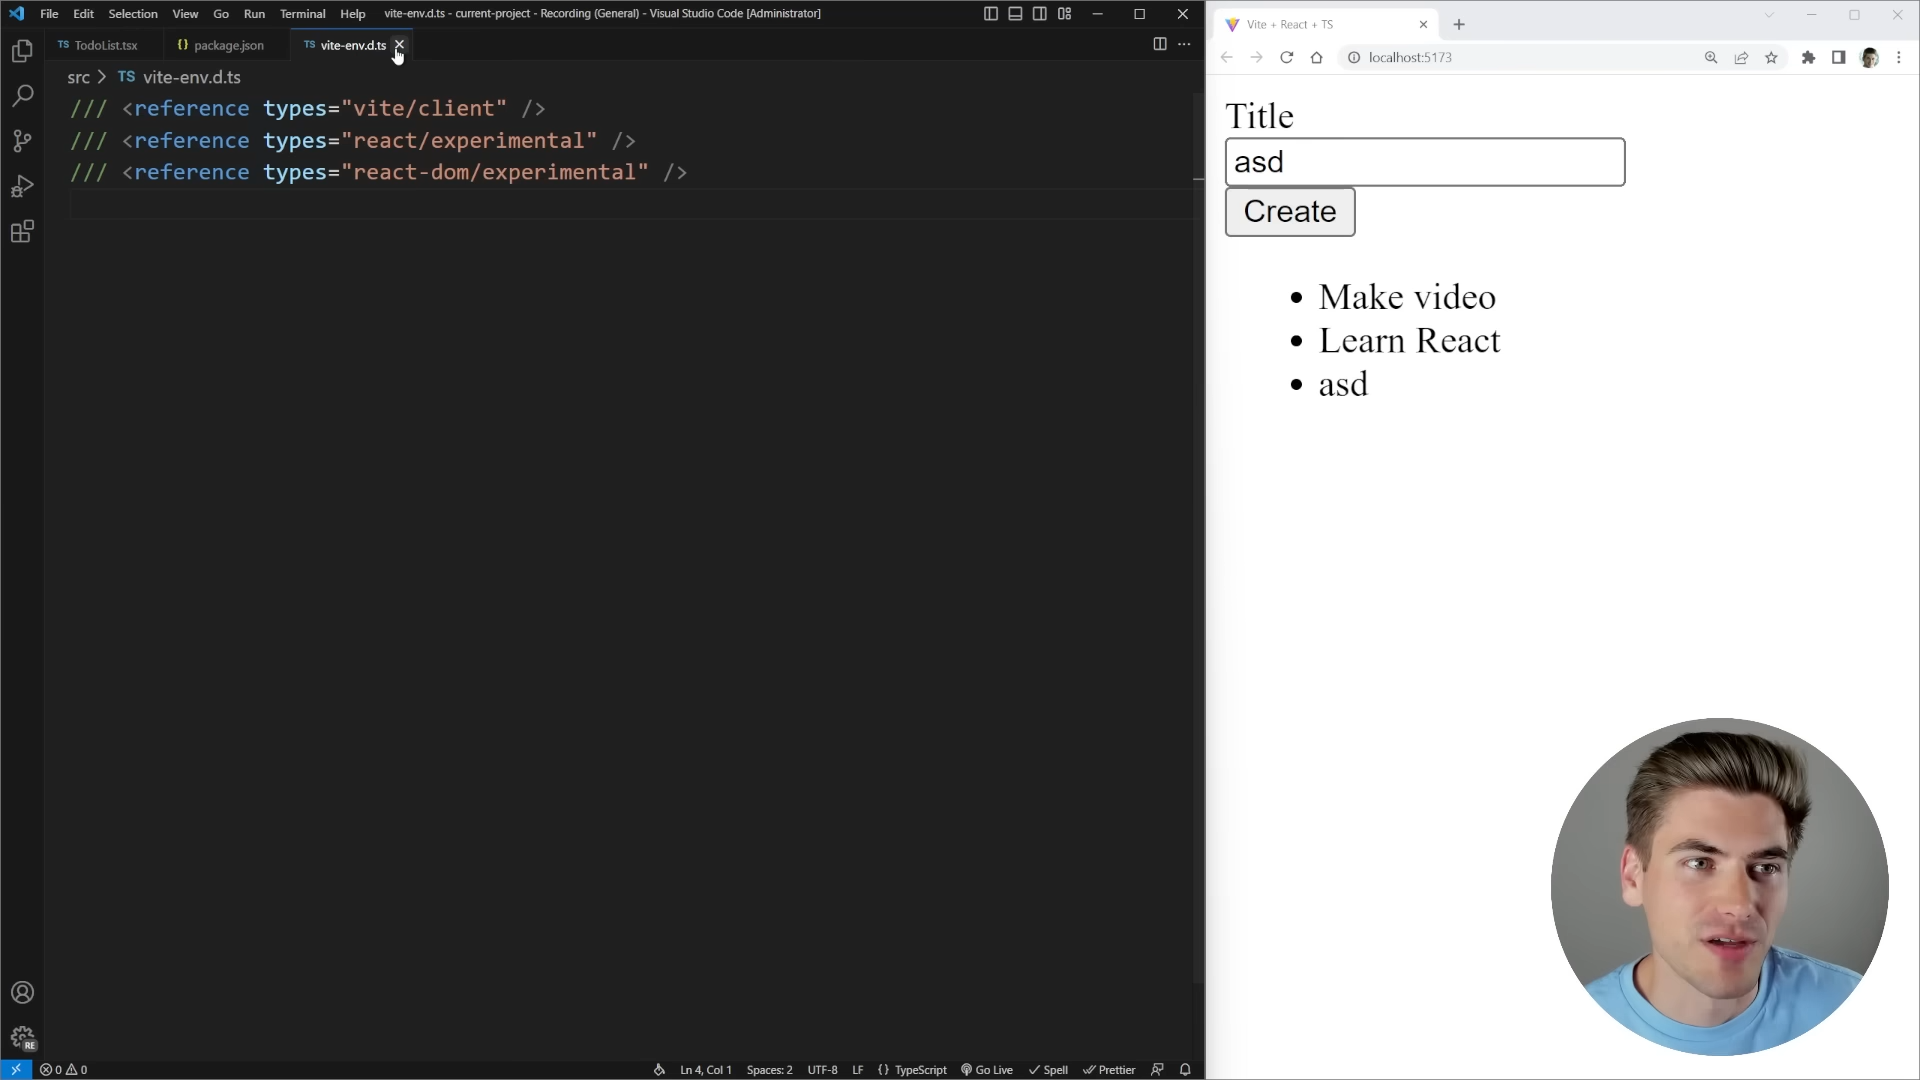 File Edit Selection View Go Run Terminal Help vite-env.d.ts - current-project - Recording (General) - Visual Studio Code [Administrator]
TS TodoList.tsx {} package.json TS vite-env.d.ts
src > TS vite-env.d.ts
/// <reference types="vite/client" />
/// <reference types="react/experimental" />
/// <reference types="react-dom/experimental" />
RE
0 0 Ln 4, Col 1 Spaces: 2 UTF-8 LF {} TypeScript Go Live Spell Prettier
Vite + React + TS
localhost:5173
Title
asd
Create
• Make video
• Learn React
• asd